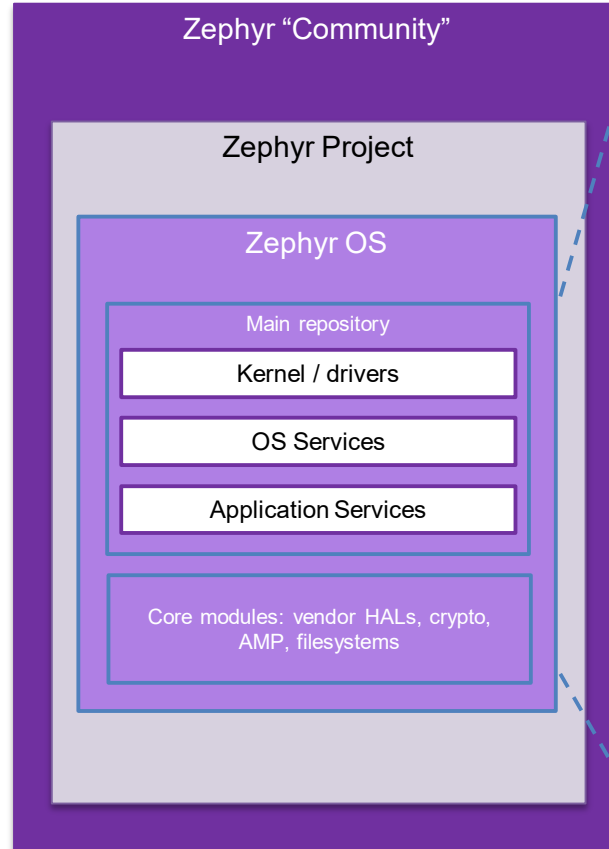 Zephyr “Community”
Zephyr Project
Zephyr OS
Main repository
Kernel / drivers
OS Services
Application Services
Core modules: vendor HALs, crypto,
AMP, filesystems